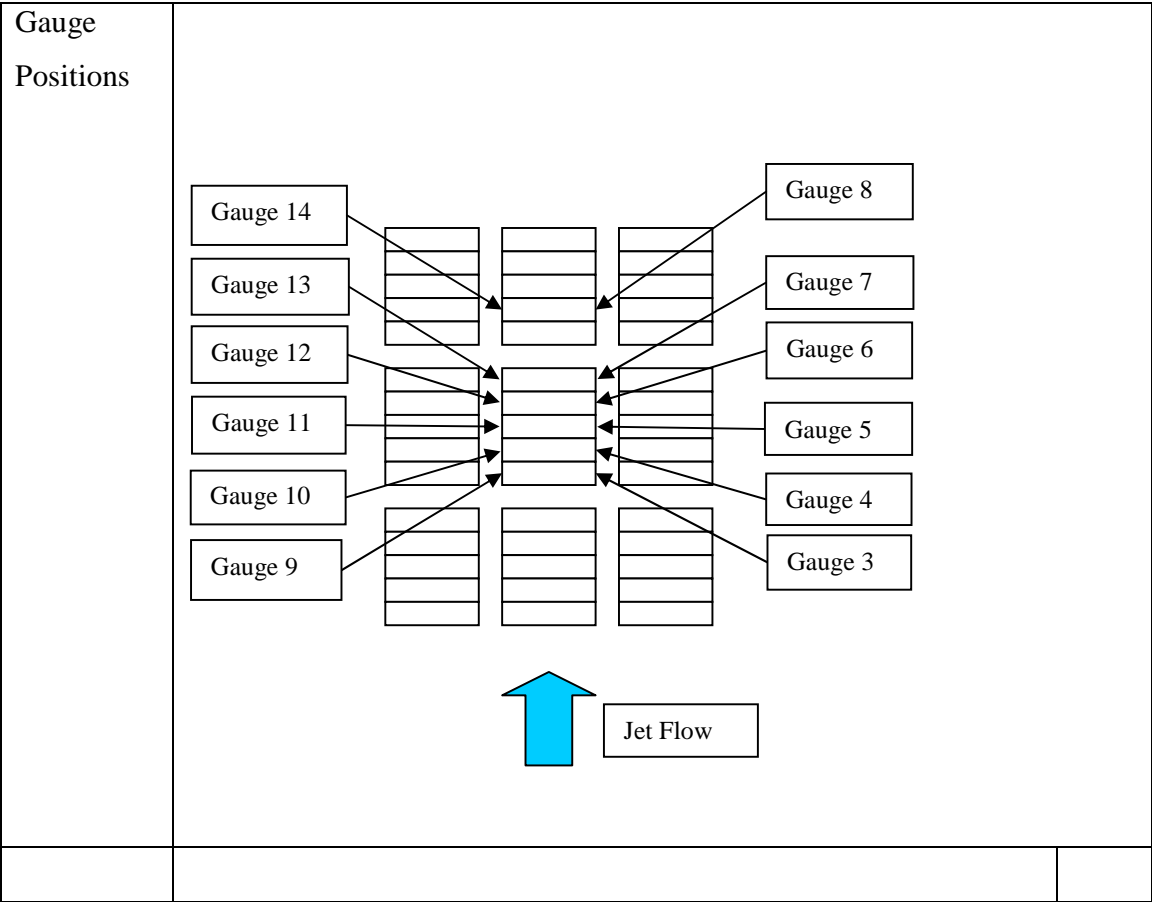 Gauge
Positions
Gauge 14
Gauge 8
Gauge 13
Gauge 7
Gauge 12
Gauge 6
Gauge 11
Gauge 5
Gauge 10
Gauge 4
Gauge 9
Gauge 3
Jet Flow